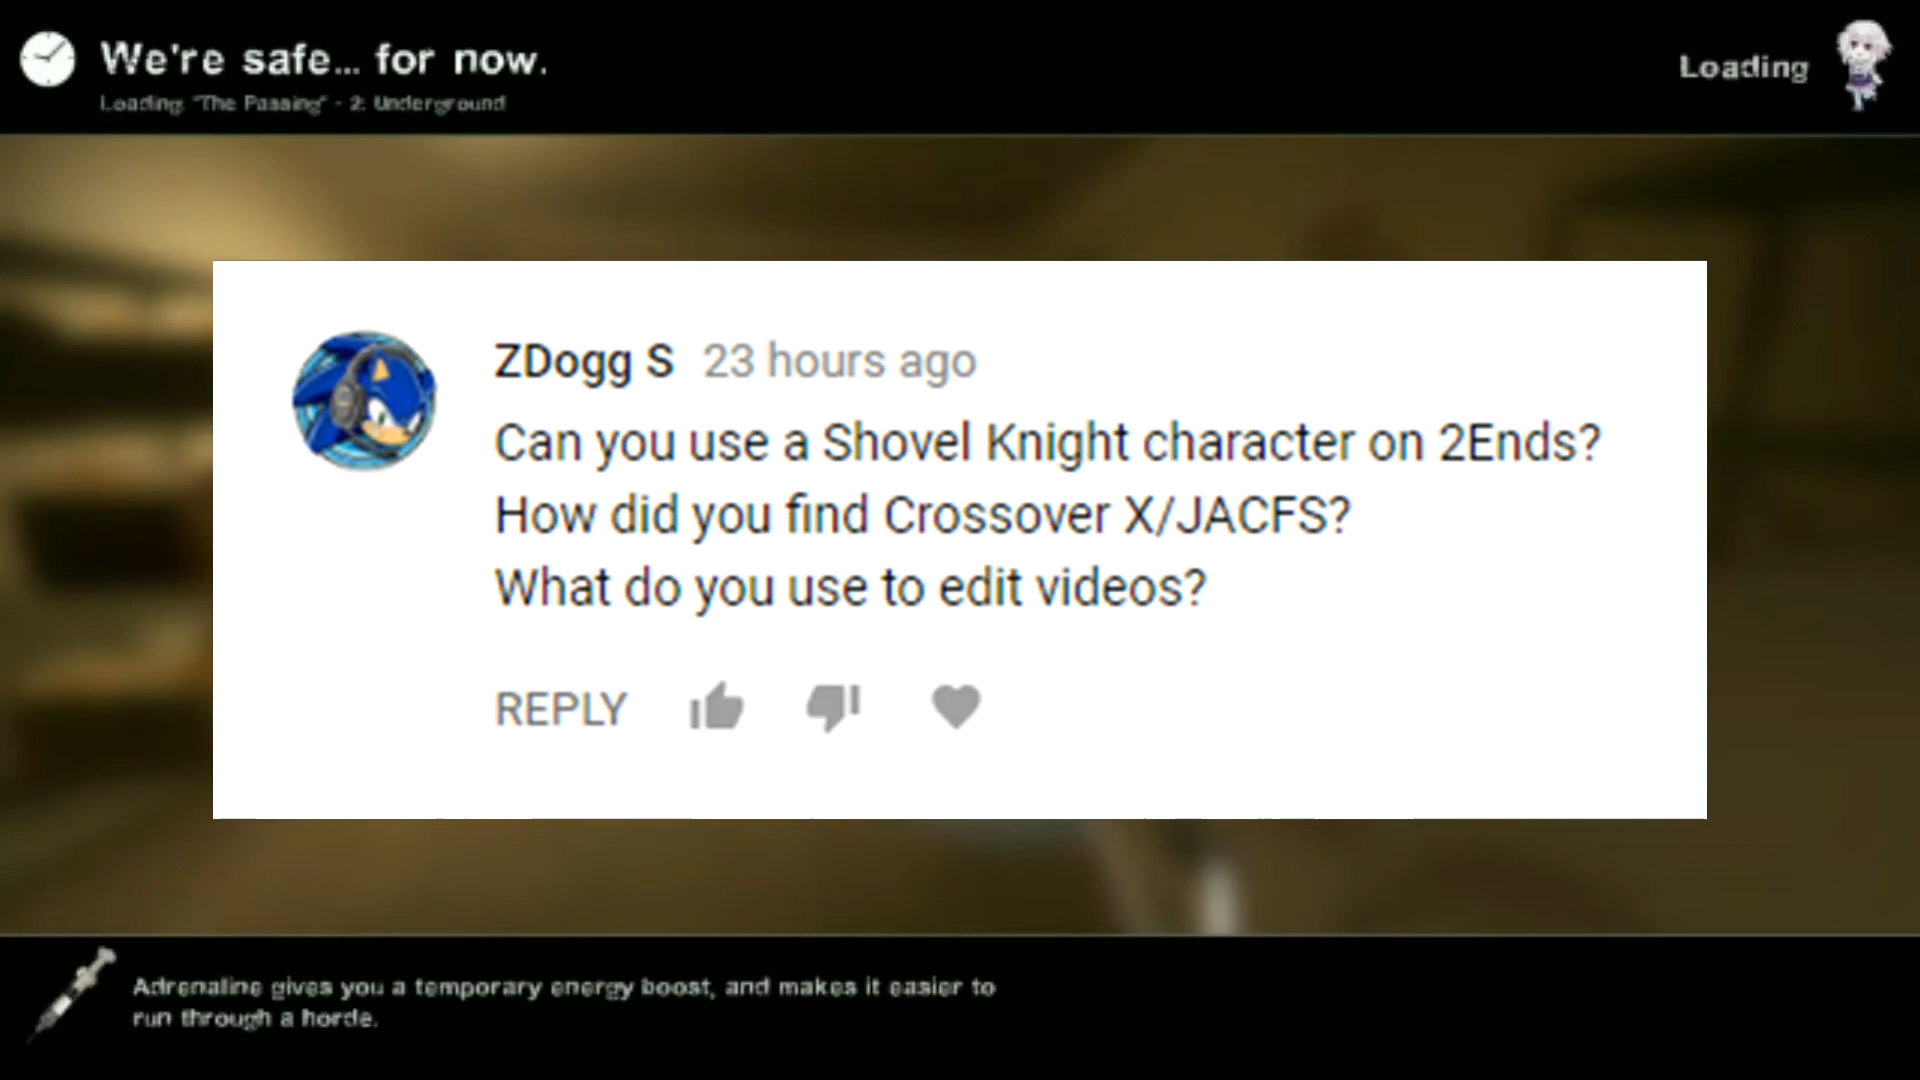 We're safe... for now.
Loading: "The Passing" - 2: Underground
Loading
ZDogg S 23 hours ago
Can you use a Shovel Knight character on 2Ends?
How did you find Crossover X/JACFS?
What do you use to edit videos?
REPLY
Adrenaline gives you a temporary energy boost, and makes it easier to
run through a horde.